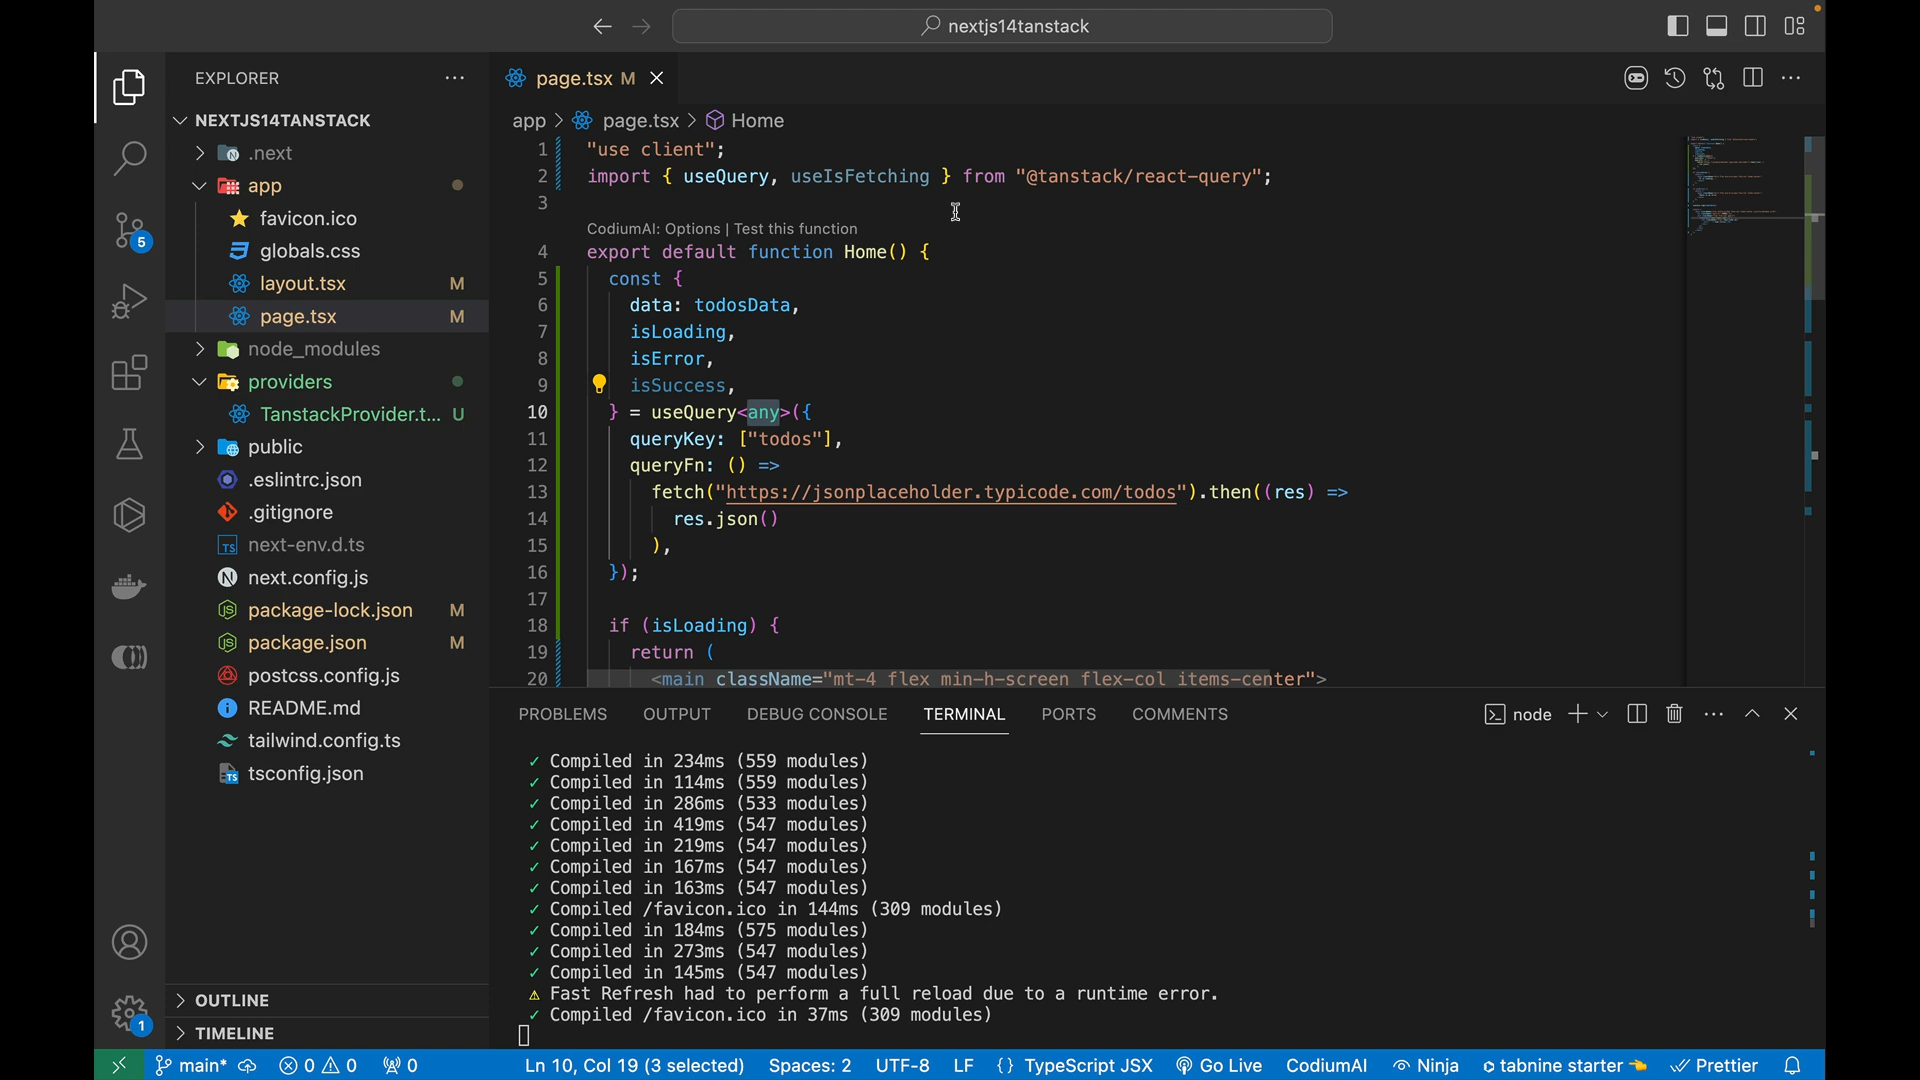 nextjs14tanstack
EXPLORER
NEXTJS14TANSTACK
.next
app
favicon.ico
globals.css
layout.tsx M
page.tsx M
node_modules
providers
TanstackProvider.t... U
public
.eslintrc.json
.gitignore
next-env.d.ts
next.config.js
package-lock.json M
package.json M
postcss.config.js
README.md
tailwind.config.ts
tsconfig.json
OUTLINE
TIMELINE
5
1
page.tsx M
app > page.tsx > Home
1 "use client";
2 import { useQuery, useIsFetching } from "@tanstack/react-query";
3
CodiumAI: Options | Test this function
4 export default function Home() {
5 const {
6 data: todosData,
7 isLoading,
8 isError,
9 isSuccess,
10 } = useQuery<any>({
11 queryKey: ["todos"],
12 queryFn: () =>
13 fetch("https://jsonplaceholder.typicode.com/todos").then((res) =>
14 res.json()
15 ),
16 });
17
18 if (isLoading) {
19 return (
20 <main className="mt-4 flex min-h-screen flex-col items-center">
PROBLEMS OUTPUT DEBUG CONSOLE TERMINAL PORTS COMMENTS
node
✓ Compiled in 234ms (559 modules)
✓ Compiled in 114ms (559 modules)
✓ Compiled in 286ms (533 modules)
✓ Compiled in 419ms (547 modules)
✓ Compiled in 219ms (547 modules)
✓ Compiled in 167ms (547 modules)
✓ Compiled in 163ms (547 modules)
✓ Compiled /favicon.ico in 144ms (309 modules)
✓ Compiled in 184ms (575 modules)
✓ Compiled in 273ms (547 modules)
✓ Compiled in 145ms (547 modules)
⚠ Fast Refresh had to perform a full reload due to a runtime error.
✓ Compiled /favicon.ico in 37ms (309 modules)
main* 0 0 0 Ln 10, Col 19 (3 selected) Spaces: 2 UTF-8 LF {} TypeScript JSX Go Live CodiumAI Ninja tabnine starter Prettier